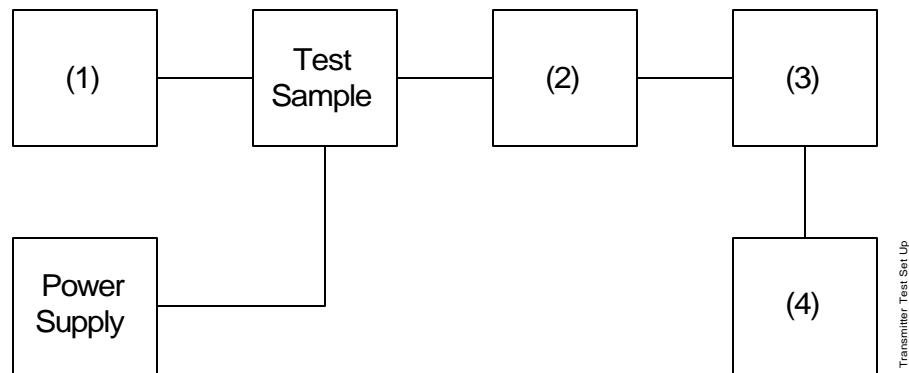 (1)
Test
Sample
(2)
(3)
Power
Supply
(4)
Transmitter Test Set Up